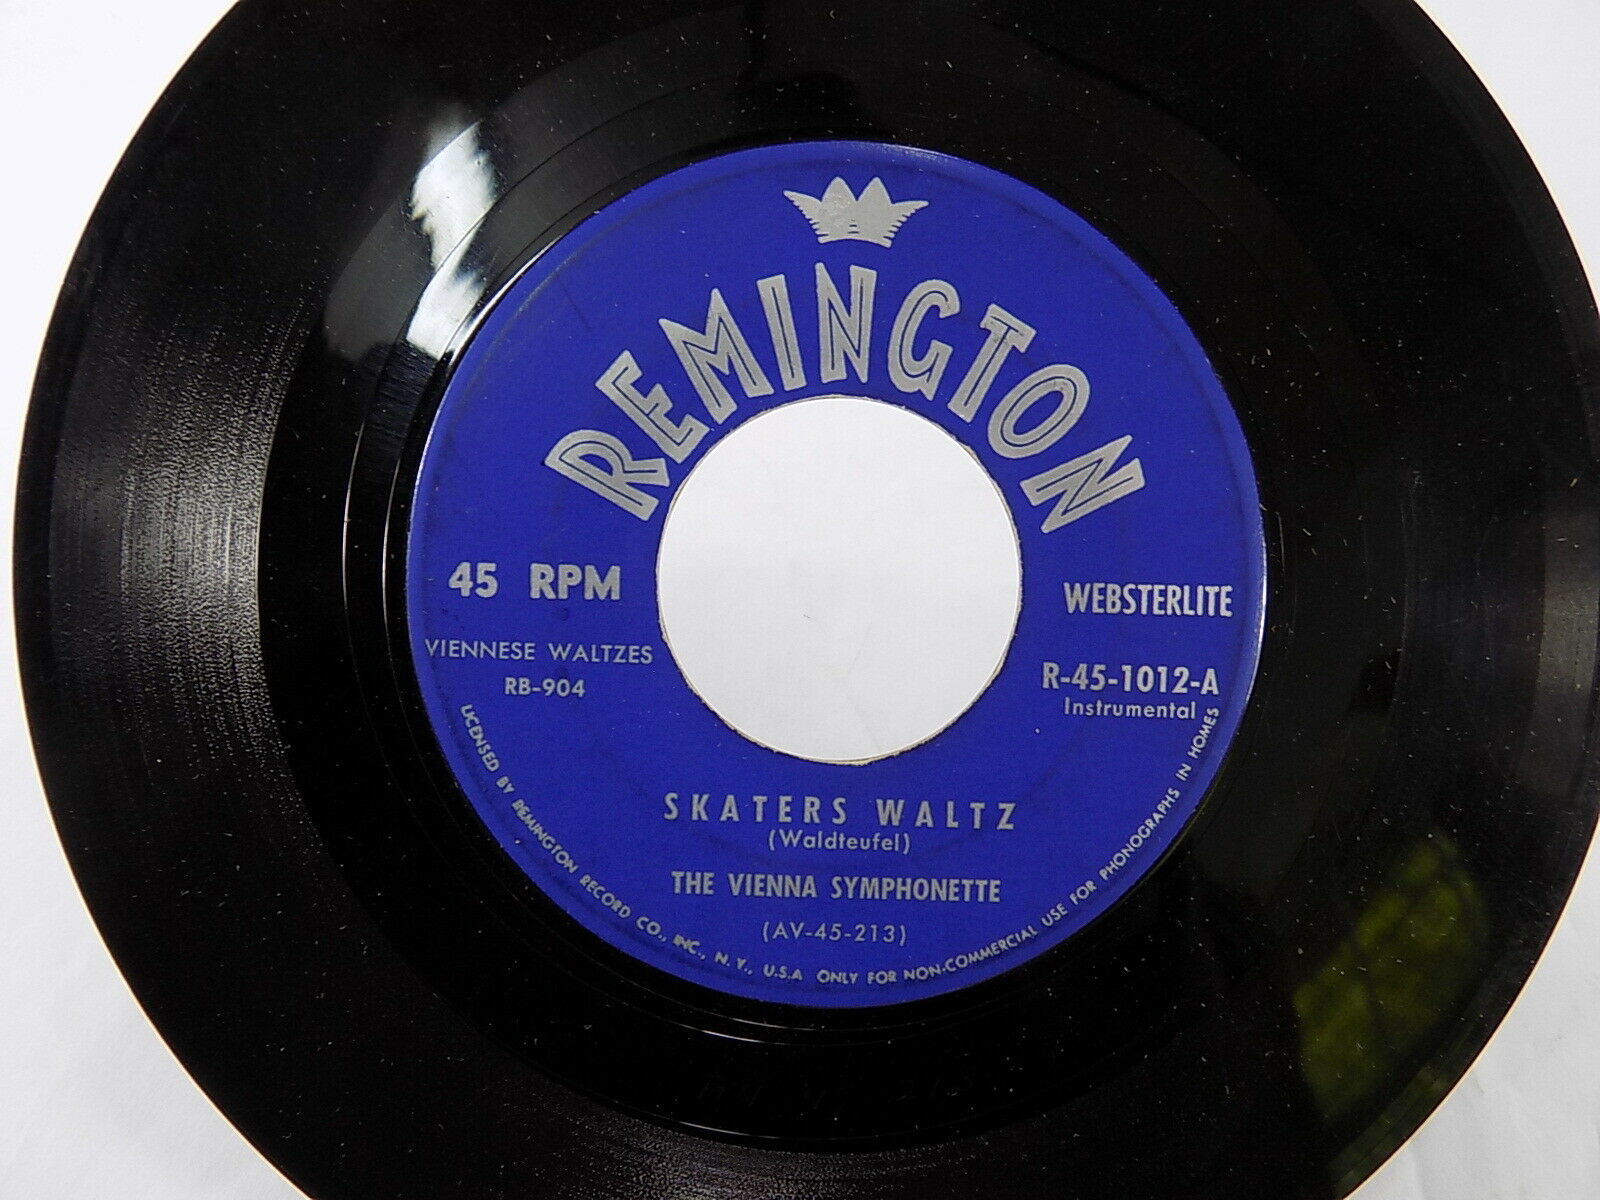 REMINGTON
45 RPM
WEBSTERLITE
VIENNESE WALTZES
RB-904
R-45-1012-A
Instrumental
SKATERS WALTZ
(Waldteufel)
THE VIENNA SYMPHONETTE
(AV-45-213)
LICENSED BY REMINGTON RECORD CO., INC., N. Y., U.S.A ONLY FOR NON-COMMERCIAL USE FOR PHONOGRAPHS IN HOMES